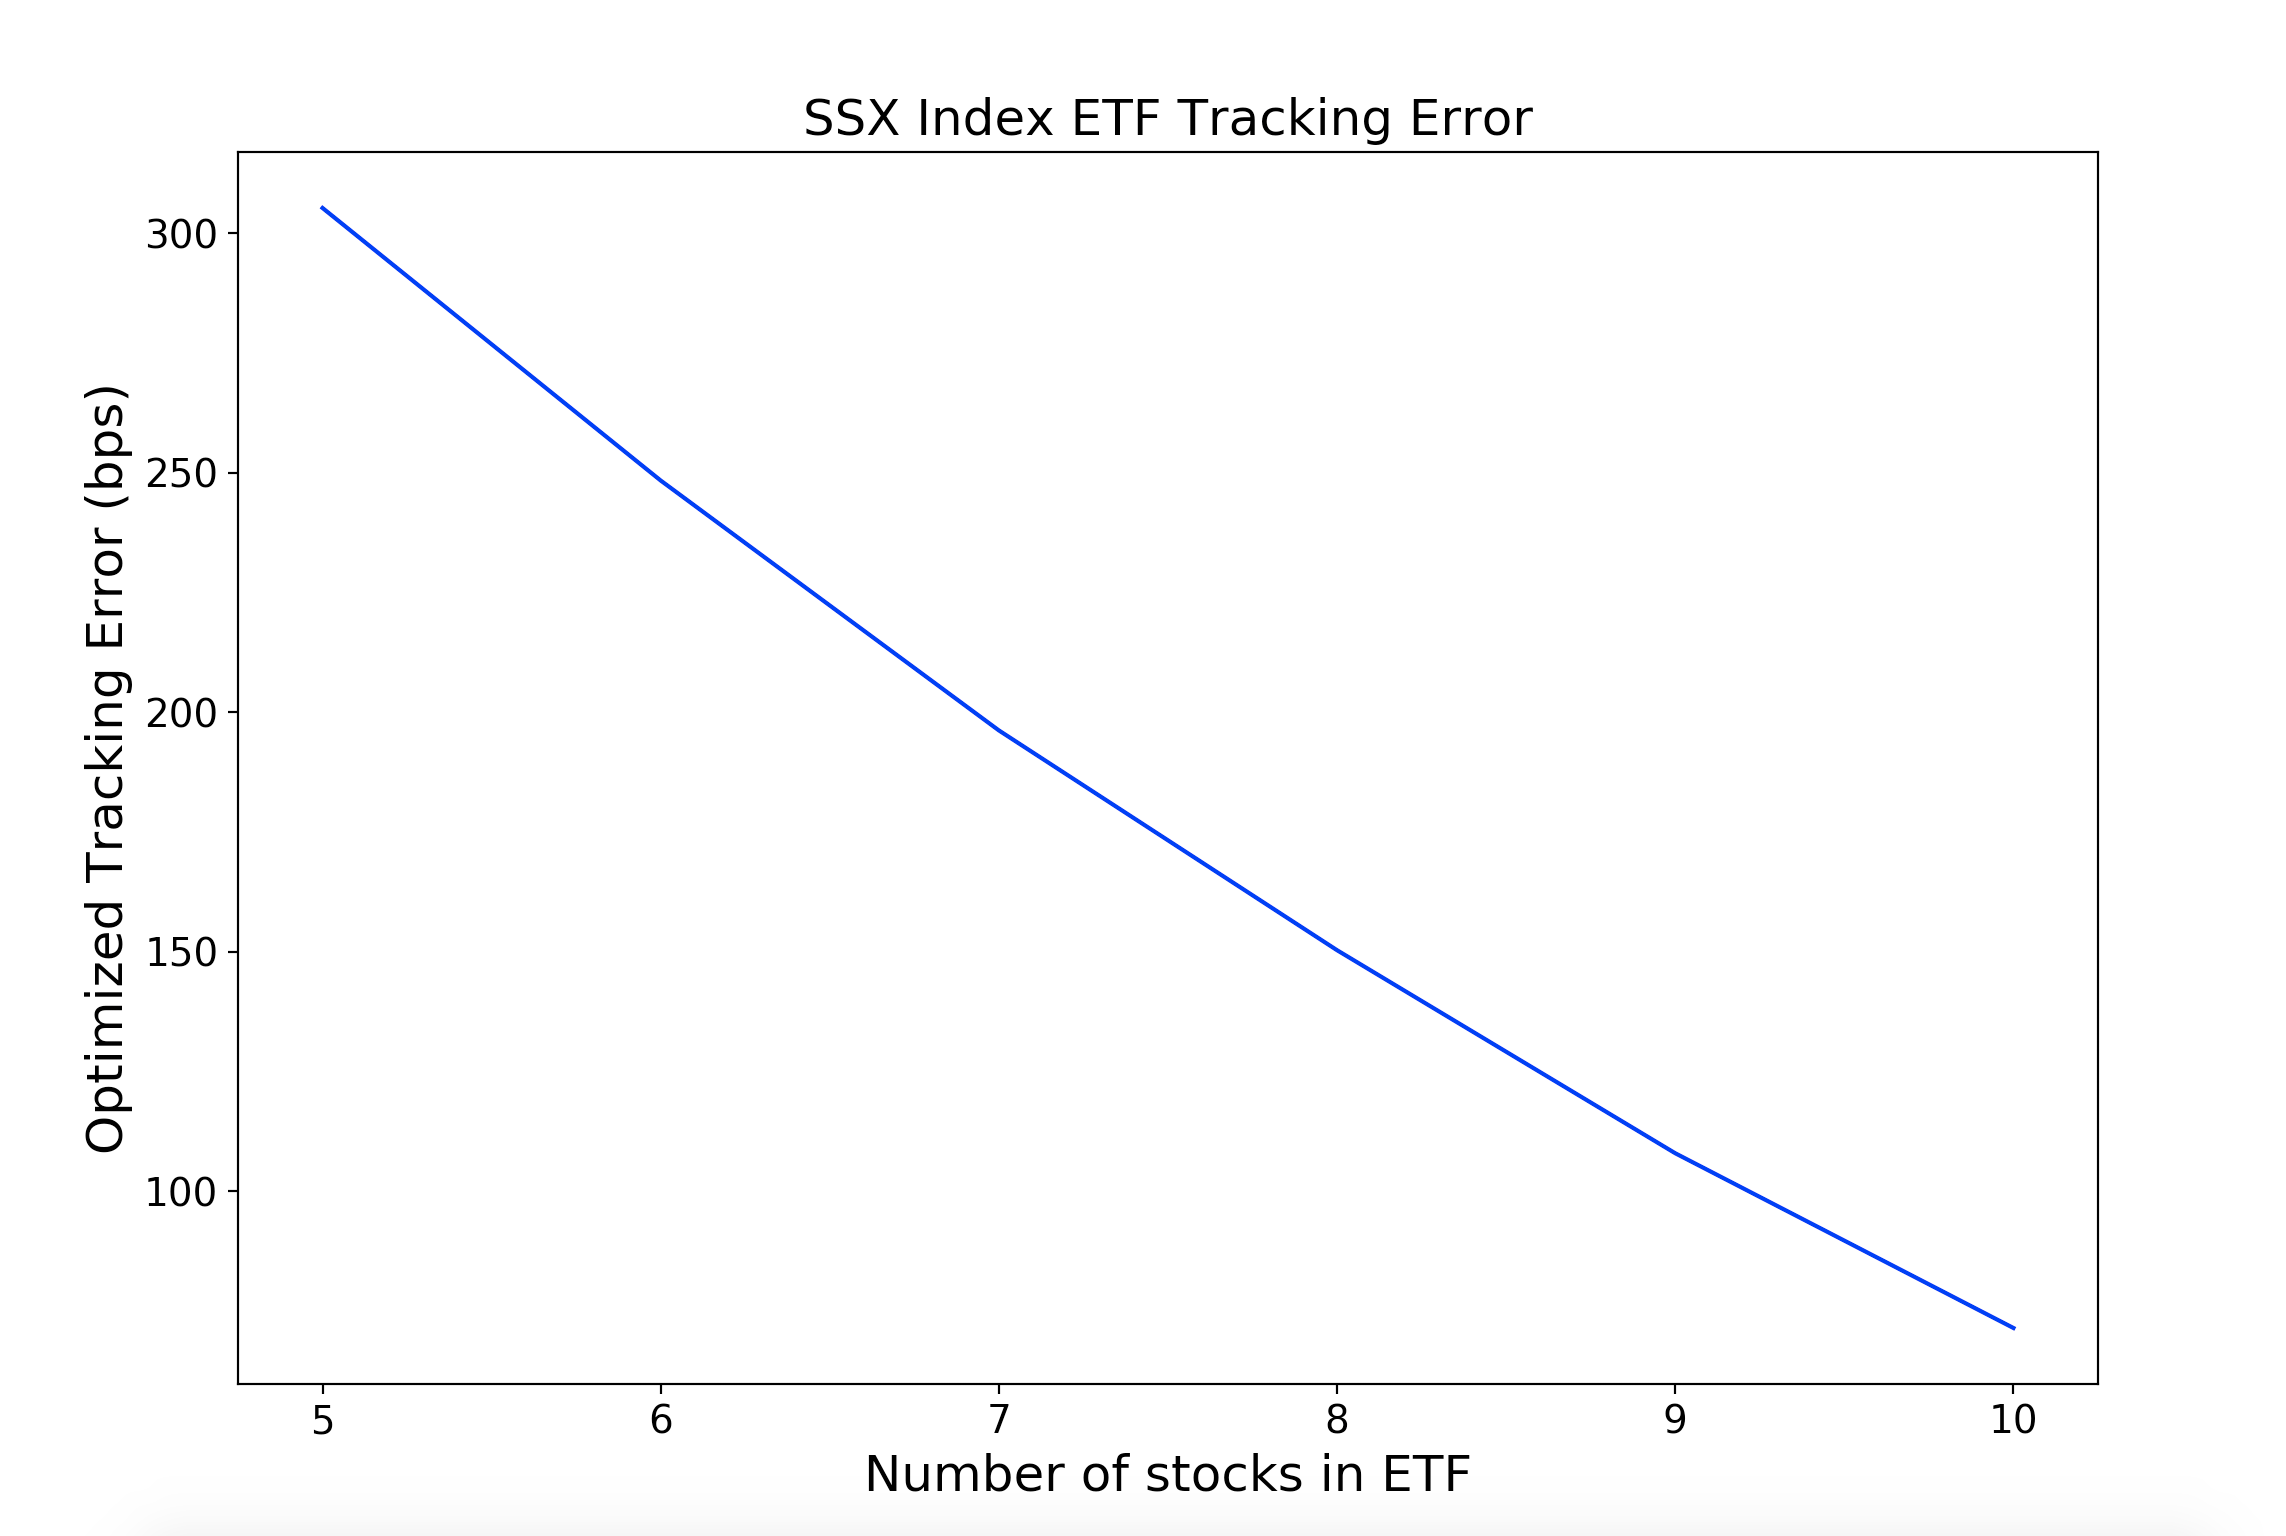 SSX Index ETF Tracking Error
Optimized Tracking Error (bps)
300
250
200
150
100
5 6 7 8 9 10
Number of stocks in ETF